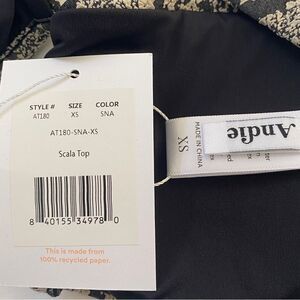 STYLE # SIZE COLOR
AT180 XS SNA
AT180-SNA-XS
Scala Top
8 40155 34978 0
This is made from
100% recycled paper.
Andie
XS
MADE IN CHINA